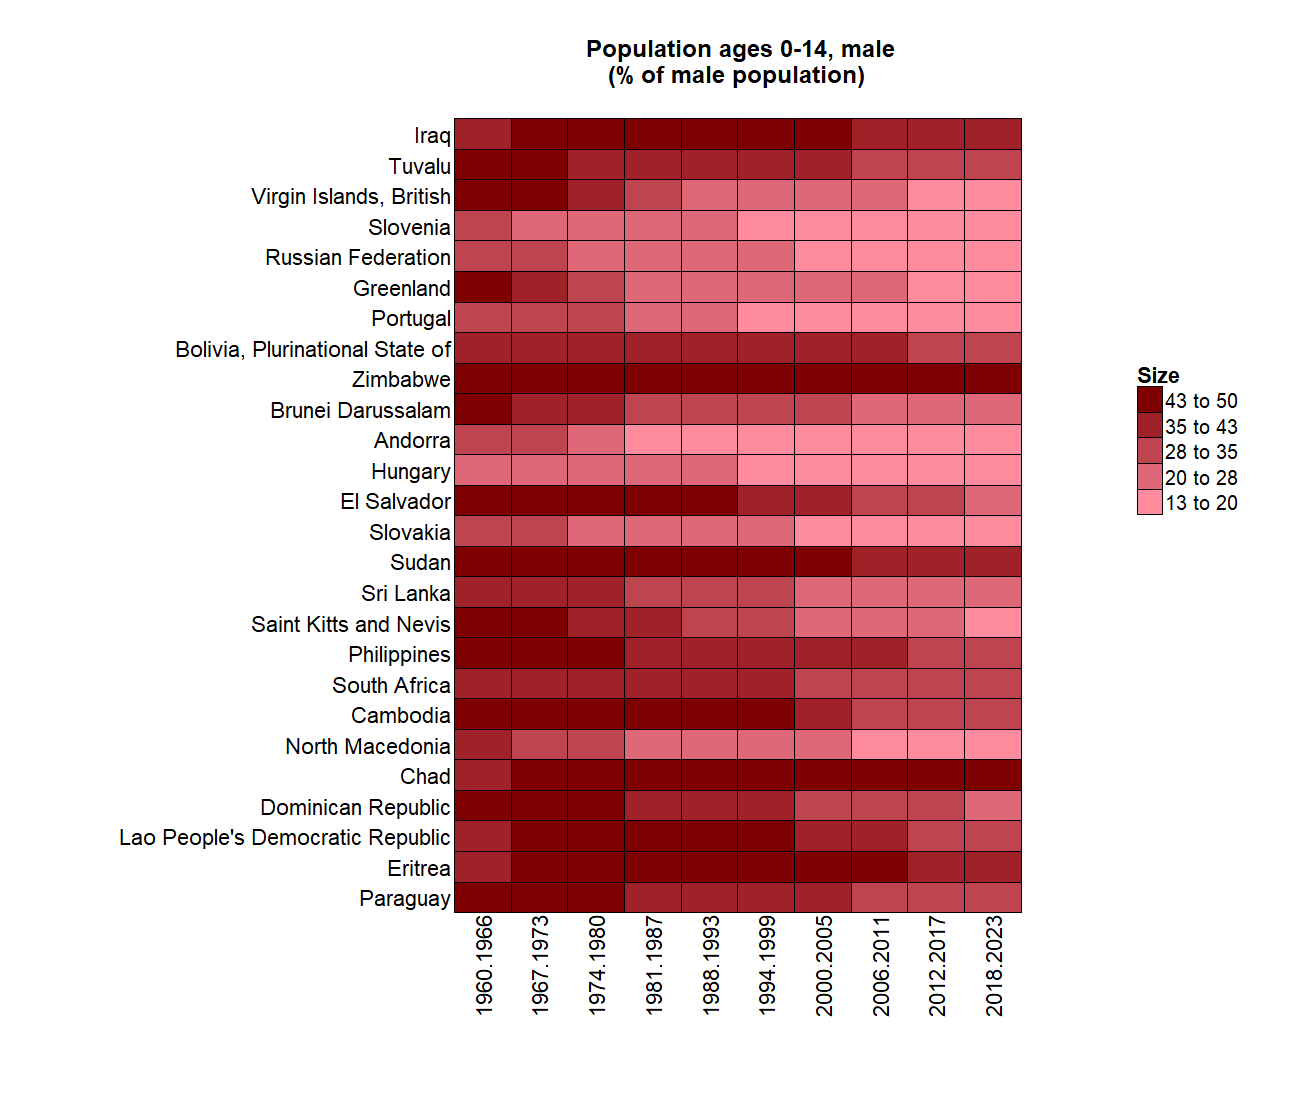 Population ages 0-14, male
(% of male population)
Iraq
Tuvalu
Virgin Islands, British
Slovenia
Russian Federation
Greenland
Portugal
Bolivia, Plurinational State of
Zimbabwe
Brunei Darussalam
Andorra
Hungary
El Salvador
Slovakia
Sudan
Sri Lanka
Saint Kitts and Nevis
Philippines
South Africa
Cambodia
North Macedonia
Chad
Dominican Republic
Lao People's Democratic Republic
Eritrea
Paraguay
1960.1966
1967.1973
1974.1980
1981.1987
1988.1993
1994.1999
2000.2005
2006.2011
2012.2017
2018.2023
Size
43 to 50
35 to 43
28 to 35
20 to 28
13 to 20